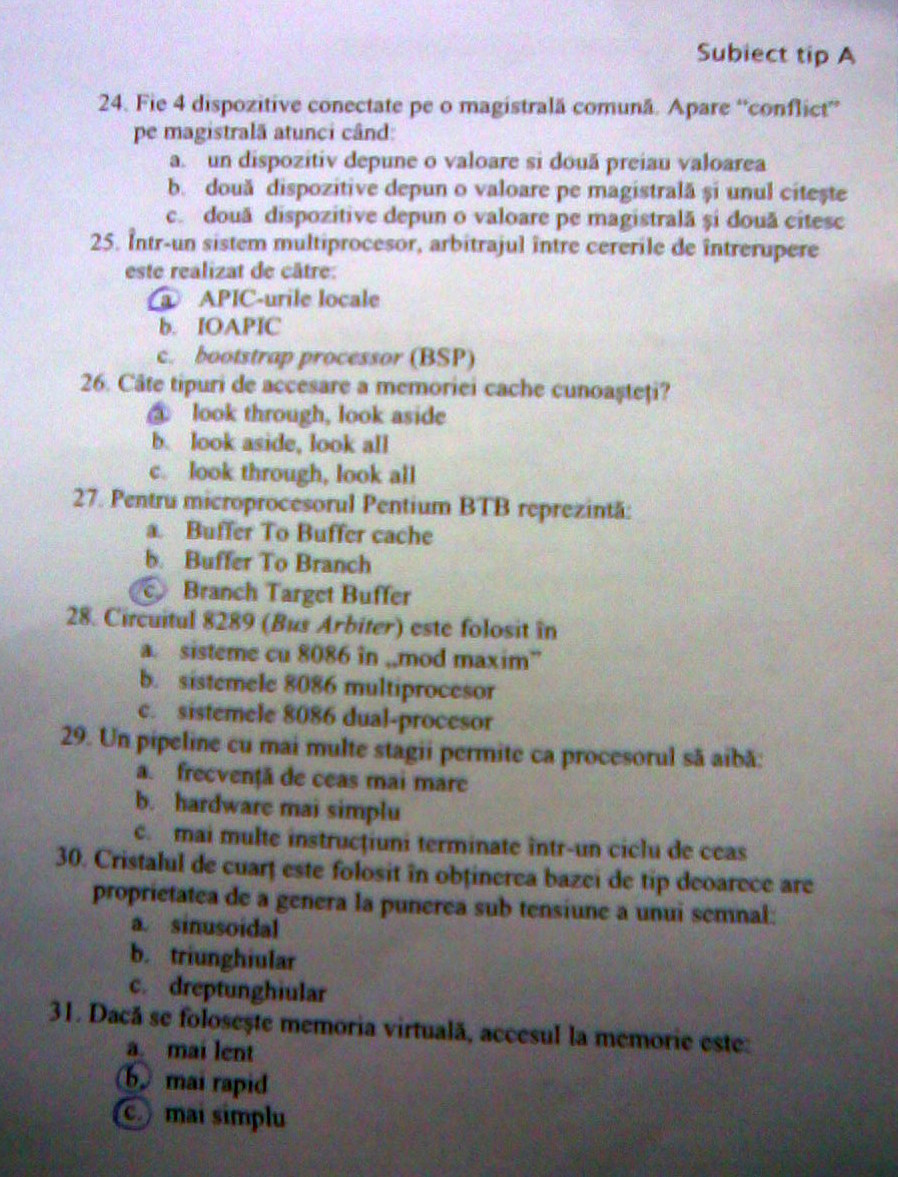 Subiect tip A
24. Fie 4 dispozitive conectate pe o magistrală comună. Apare "conflict"
pe magistrală atunci când:
a. un dispozitiv depune o valoare si două preiau valoarea
b. două dispozitive depun o valoare pe magistrală şi unul citeşte
c. două dispozitive depun o valoare pe magistrală şi două citesc
25. Într-un sistem multiprocesor, arbitrajul între cererile de întrerupere
este realizat de către:
a. APIC-urile locale
b. IOAPIC
c. bootstrap processor (BSP)
26. Câte tipuri de accesare a memoriei cache cunoaşteţi?
a. look through, look aside
b. look aside, look all
c. look through, look all
27. Pentru microprocesorul Pentium BTB reprezintă:
a. Buffer To Buffer cache
b. Buffer To Branch
c. Branch Target Buffer
28. Circuitul 8289 (Bus Arbiter) este folosit în
a. sisteme cu 8086 în „mod maxim”
b. sistemele 8086 multiprocesor
c. sistemele 8086 dual-procesor
29. Un pipeline cu mai multe stagii permite ca procesorul să aibă:
a. frecvenţă de ceas mai mare
b. hardware mai simplu
c. mai multe instrucţiuni terminate într-un ciclu de ceas
30. Cristalul de cuarţ este folosit în obţinerea bazei de tip deoarece are
proprietatea de a genera la punerea sub tensiune a unui semnal:
a. sinusoidal
b. triunghiular
c. dreptunghiular
31. Dacă se foloseşte memoria virtuală, accesul la memorie este:
a. mai lent
b. mai rapid
c. mai simplu